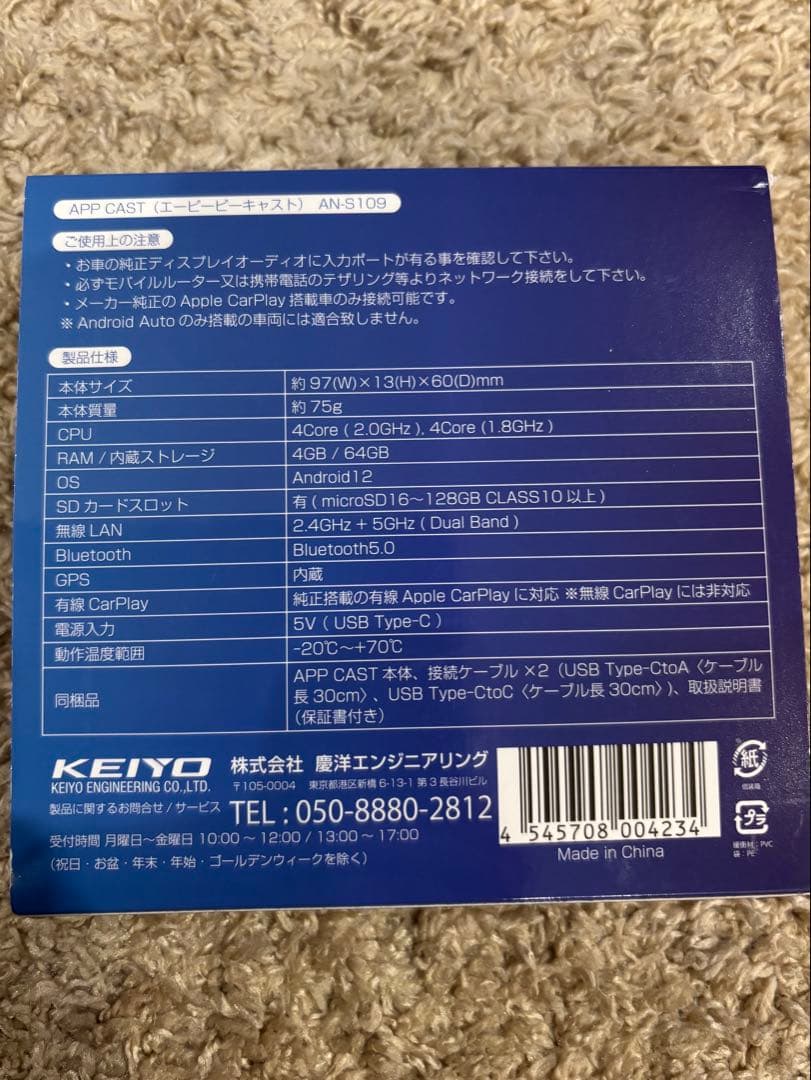 APP CAST（エーピーピーキャスト） AN-S109
ご使用上の注意
・お車の純正ディスプレイオーディオに入力ポートが有る事を確認して下さい。
・必ずモバイルルーター又は携帯電話のテザリング等よりネットワーク接続をして下さい。
・メーカー純正の Apple CarPlay 搭載車のみ接続可能です。
※ Android Auto のみ搭載の車両には適合致しません。
製品仕様
本体サイズ 約 97(W)×13(H)×60(D)mm
本体質量 約 75g
CPU 4Core ( 2.0GHz ), 4Core (1.8GHz )
RAM / 内蔵ストレージ 4GB / 64GB
OS Android12
SD カードスロット 有 ( microSD16～128GB CLASS10 以上 )
無線 LAN 2.4GHz + 5GHz ( Dual Band )
Bluetooth Bluetooth5.0
GPS 内蔵
有線 CarPlay 純正搭載の有線 Apple CarPlay に対応 ※無線 CarPlay には非対応
電源入力 5V ( USB Type-C )
動作温度範囲 -20℃～+70℃
同梱品 APP CAST 本体、接続ケーブル ×2（USB Type-CtoA〈ケーブル
長 30cm〉、USB Type-CtoC〈ケーブル長 30cm〉)、取扱説明書
（保証書付き）
KEIYO 株式会社 慶洋エンジニアリング
KEIYO ENGINEERING CO.,LTD. 〒105-0004 東京都港区新橋 6-13-1 第 3 長谷川ビル
製品に関するお問合せ / サービス TEL : 050-8880-2812
受付時間 月曜日～金曜日 10:00 ～ 12:00 / 13:00 ～ 17:00
（祝日・お盆・年末・年始・ゴールデンウィークを除く）
4 545708 004234
Made in China
紙
個装箱
プラ
緩衝材：PVC
袋：PE